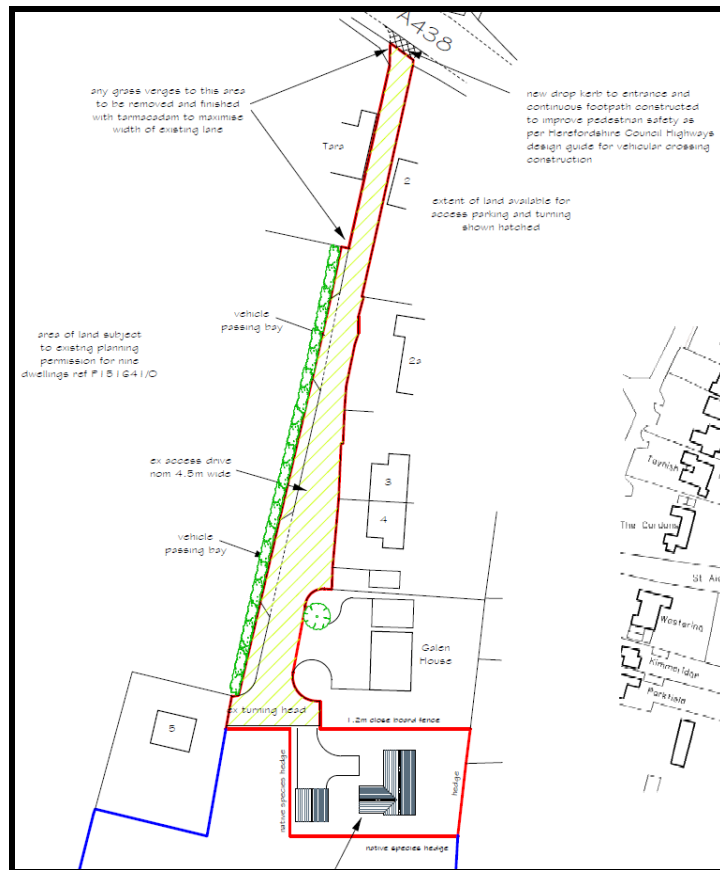 A438
any grass verges to this area
to be removed and finished
with tarmacadam to maximise
width of existing lane
new drop kerb to entrance and
continuous footpath constructed
to improve pedestrian safety as
per Herefordshire Council Highways
design guide for vehicular crossing
construction
Tara
2
extent of land available for
access parking and turning
shown hatched
vehicle
passing bay
area of land subject
to existing planning
permission for nine
dwellings ref P151641/O
2a
ex access drive
nom 4.5m wide
3
4
vehicle
passing bay
Galen
House
ex turning head
1.2m close board fence
5
native species hedge
hedge
native species hedge
Taynish
1
The Curduin
St Aid
Westering
Kimmeridge
Parkfield